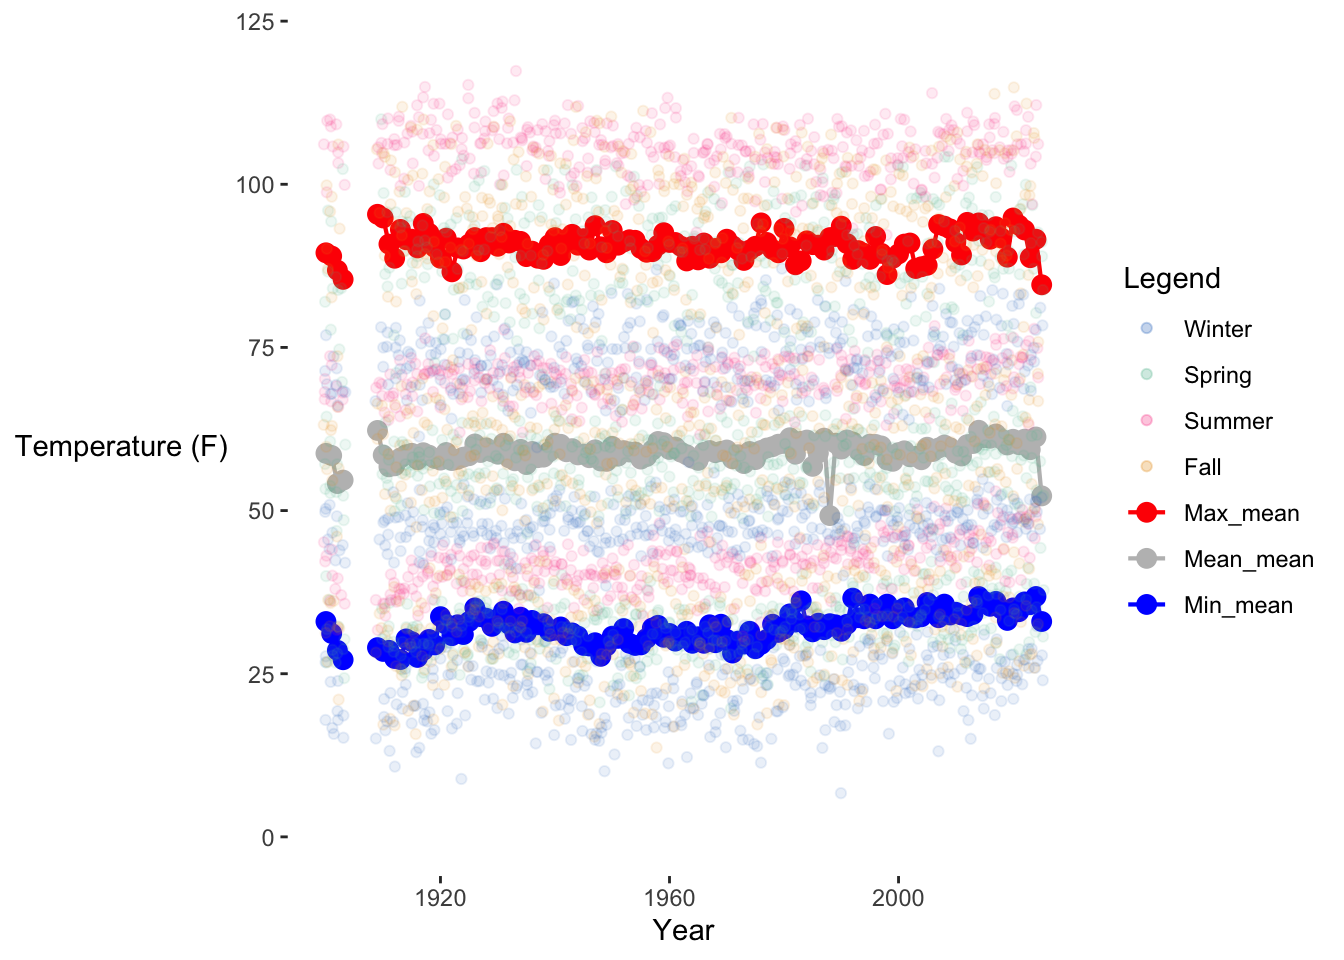 125
100
75
50
25
0
Temperature (F)
1920
1960
2000
Year
Legend
Winter
Spring
Summer
Fall
Max_mean
Mean_mean
Min_mean